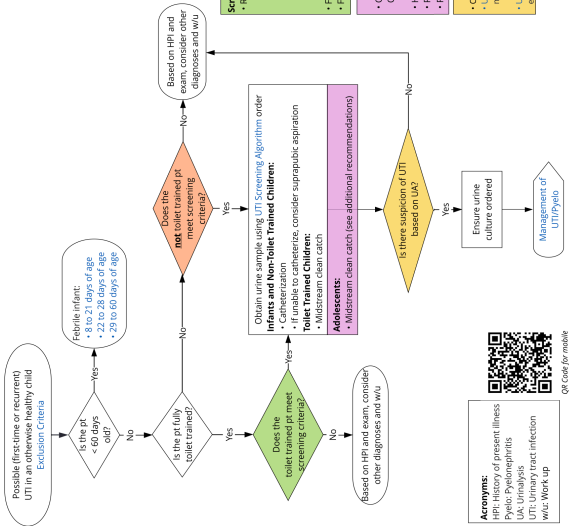 Possible (first-time or recurrent)
UTI in an otherwise healthy child
Exclusion Criteria
Is the pt
< 60 days
old?
Yes
Febrile infant:
• 8 to 21 days of age
• 22 to 28 days of age
• 29 to 60 days of age
No
Is the pt fully
toilet trained?
No
Does the
not toilet trained pt
meet screening
criteria?
No
Based on HPI and
exam, consider other
diagnoses and w/u
Yes
Yes
Does the
toilet trained pt meet
screening criteria?
Yes
No
Based on HPI and exam, consider
other diagnoses and w/u
Obtain urine sample using UTI Screening Algorithm order
Infants and Non-Toilet Trained Children:
• Catheterization
• If unable to catheterize, consider suprapubic aspiration
Toilet Trained Children:
• Midstream clean catch
Adolescents:
• Midstream clean catch (see additional recommendations)
Is there suspicion of UTI
based on UA?
No
Yes
Ensure urine
culture ordered
Management of
UTI/Pyelo
Acronyms:
HPI: History of present illness
Pyelo: Pyelonephritis
UA: Urinalysis
UTI: Urinary tract infection
w/u: Work up
QR Code for mobile